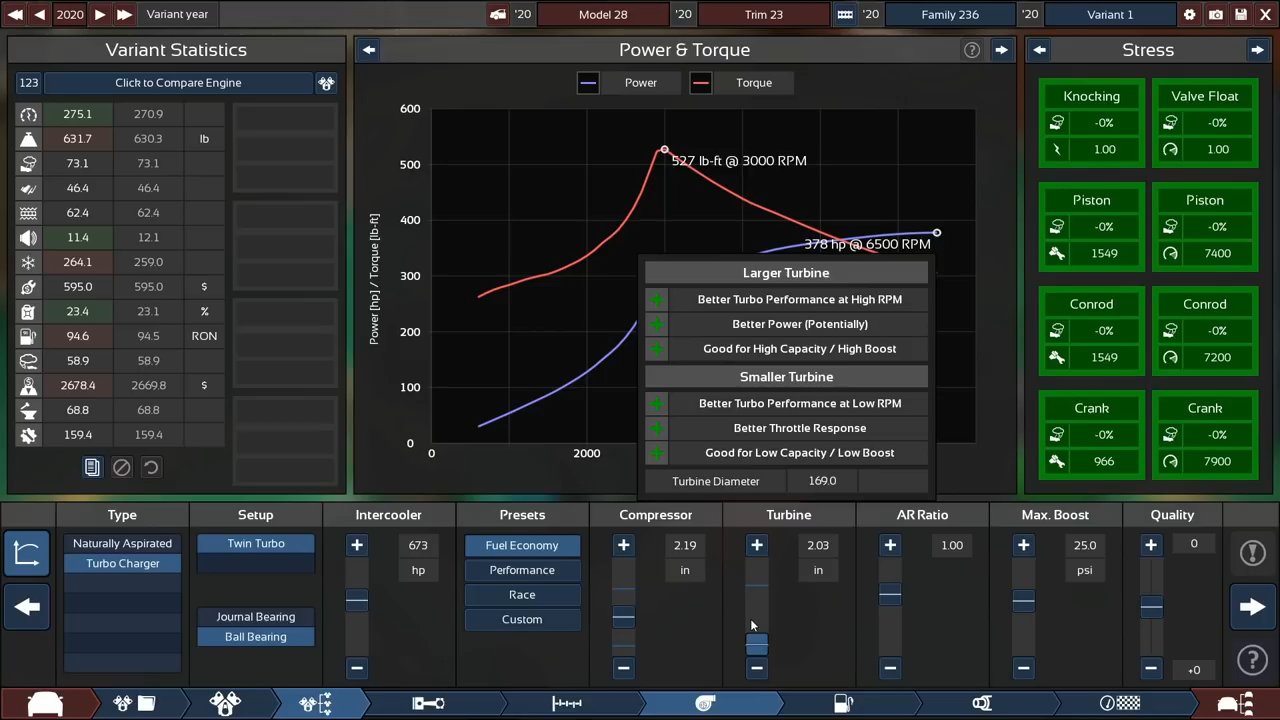 2020 Variant year '20 Model 28 '20 Trim 23 '20 Family 236 '20 Variant 1
Variant Statistics
123 Click to Compare Engine
275.1 270.9
631.7 630.3 lb
73.1 73.1
46.4 46.4
62.4 62.4
11.4 12.1
264.1 259.0
595.0 595.0 $
23.4 23.1 %
94.6 94.5 RON
58.9 58.9
2678.4 2669.8 $
68.8 68.8
159.4 159.4
Power & Torque
Power Torque
Power [hp] / Torque [lb-ft]
600
500
400
300
200
100
0
0 2000
527 lb-ft @ 3000 RPM
378 hp @ 6500 RPM
Larger Turbine
+ Better Turbo Performance at High RPM
+ Better Power (Potentially)
+ Good for High Capacity / High Boost
Smaller Turbine
+ Better Turbo Performance at Low RPM
+ Better Throttle Response
+ Good for Low Capacity / Low Boost
Turbine Diameter 169.0
Stress
Knocking Valve Float
-0% -0%
1.00 1.00
Piston Piston
-0% -0%
1549 7400
Conrod Conrod
-0% -0%
1549 7200
Crank Crank
-0% -0%
966 7900
Type
Naturally Aspirated
Turbo Charger
Setup
Twin Turbo
Journal Bearing
Ball Bearing
Intercooler
673
hp
Presets
Fuel Economy
Performance
Race
Custom
Compressor
2.19
in
Turbine
2.03
in
AR Ratio
1.00
Max. Boost
25.0
psi
Quality
0
+0